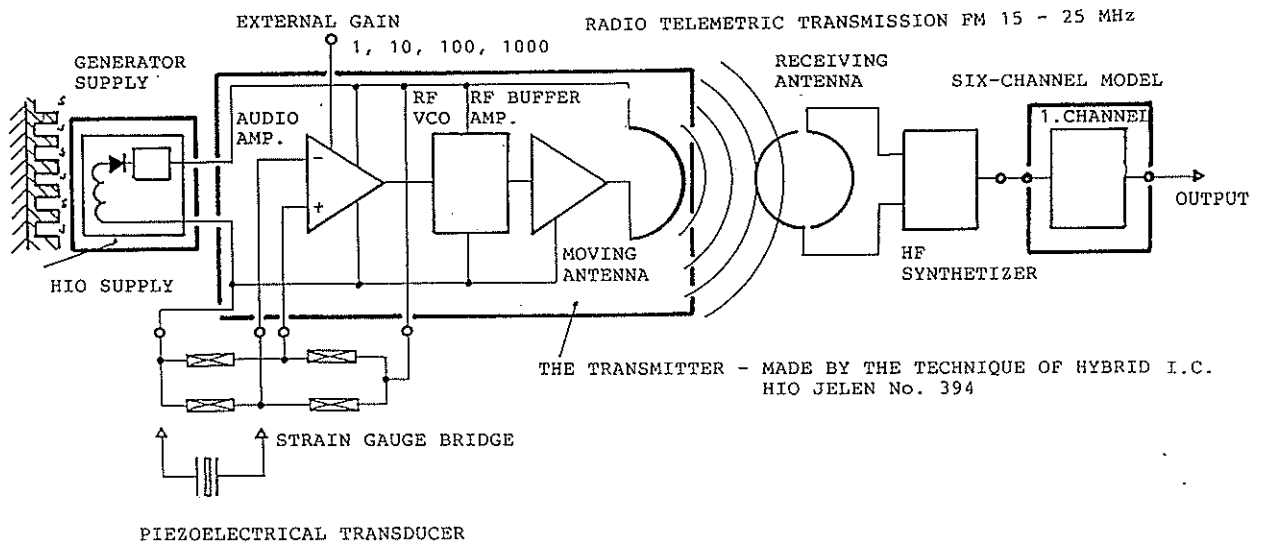 EXTERNAL GAIN
1, 10, 100, 1000
RADIO TELEMETRIC TRANSMISSION FM 15 - 25 MHz
GENERATOR
SUPPLY
RECEIVING
ANTENNA
SIX-CHANNEL MODEL
1. CHANNEL
AUDIO
AMP.
RF
VCO
RF BUFFER
AMP.
-
+
OUTPUT
MOVING
ANTENNA
HF
SYNTHETIZER
HIO SUPPLY
THE TRANSMITTER - MADE BY THE TECHNIQUE OF HYBRID I.C.
HIO JELEN No. 394
STRAIN GAUGE BRIDGE
PIEZOELECTRICAL TRANSDUCER